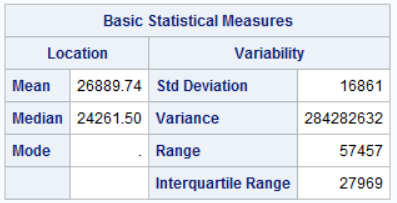 Basic Statistical Measures
Location Variability
Mean 26889.74 Std Deviation 16861
Median 24261.50 Variance 284282632
Mode . Range 57457
Interquartile Range 27969